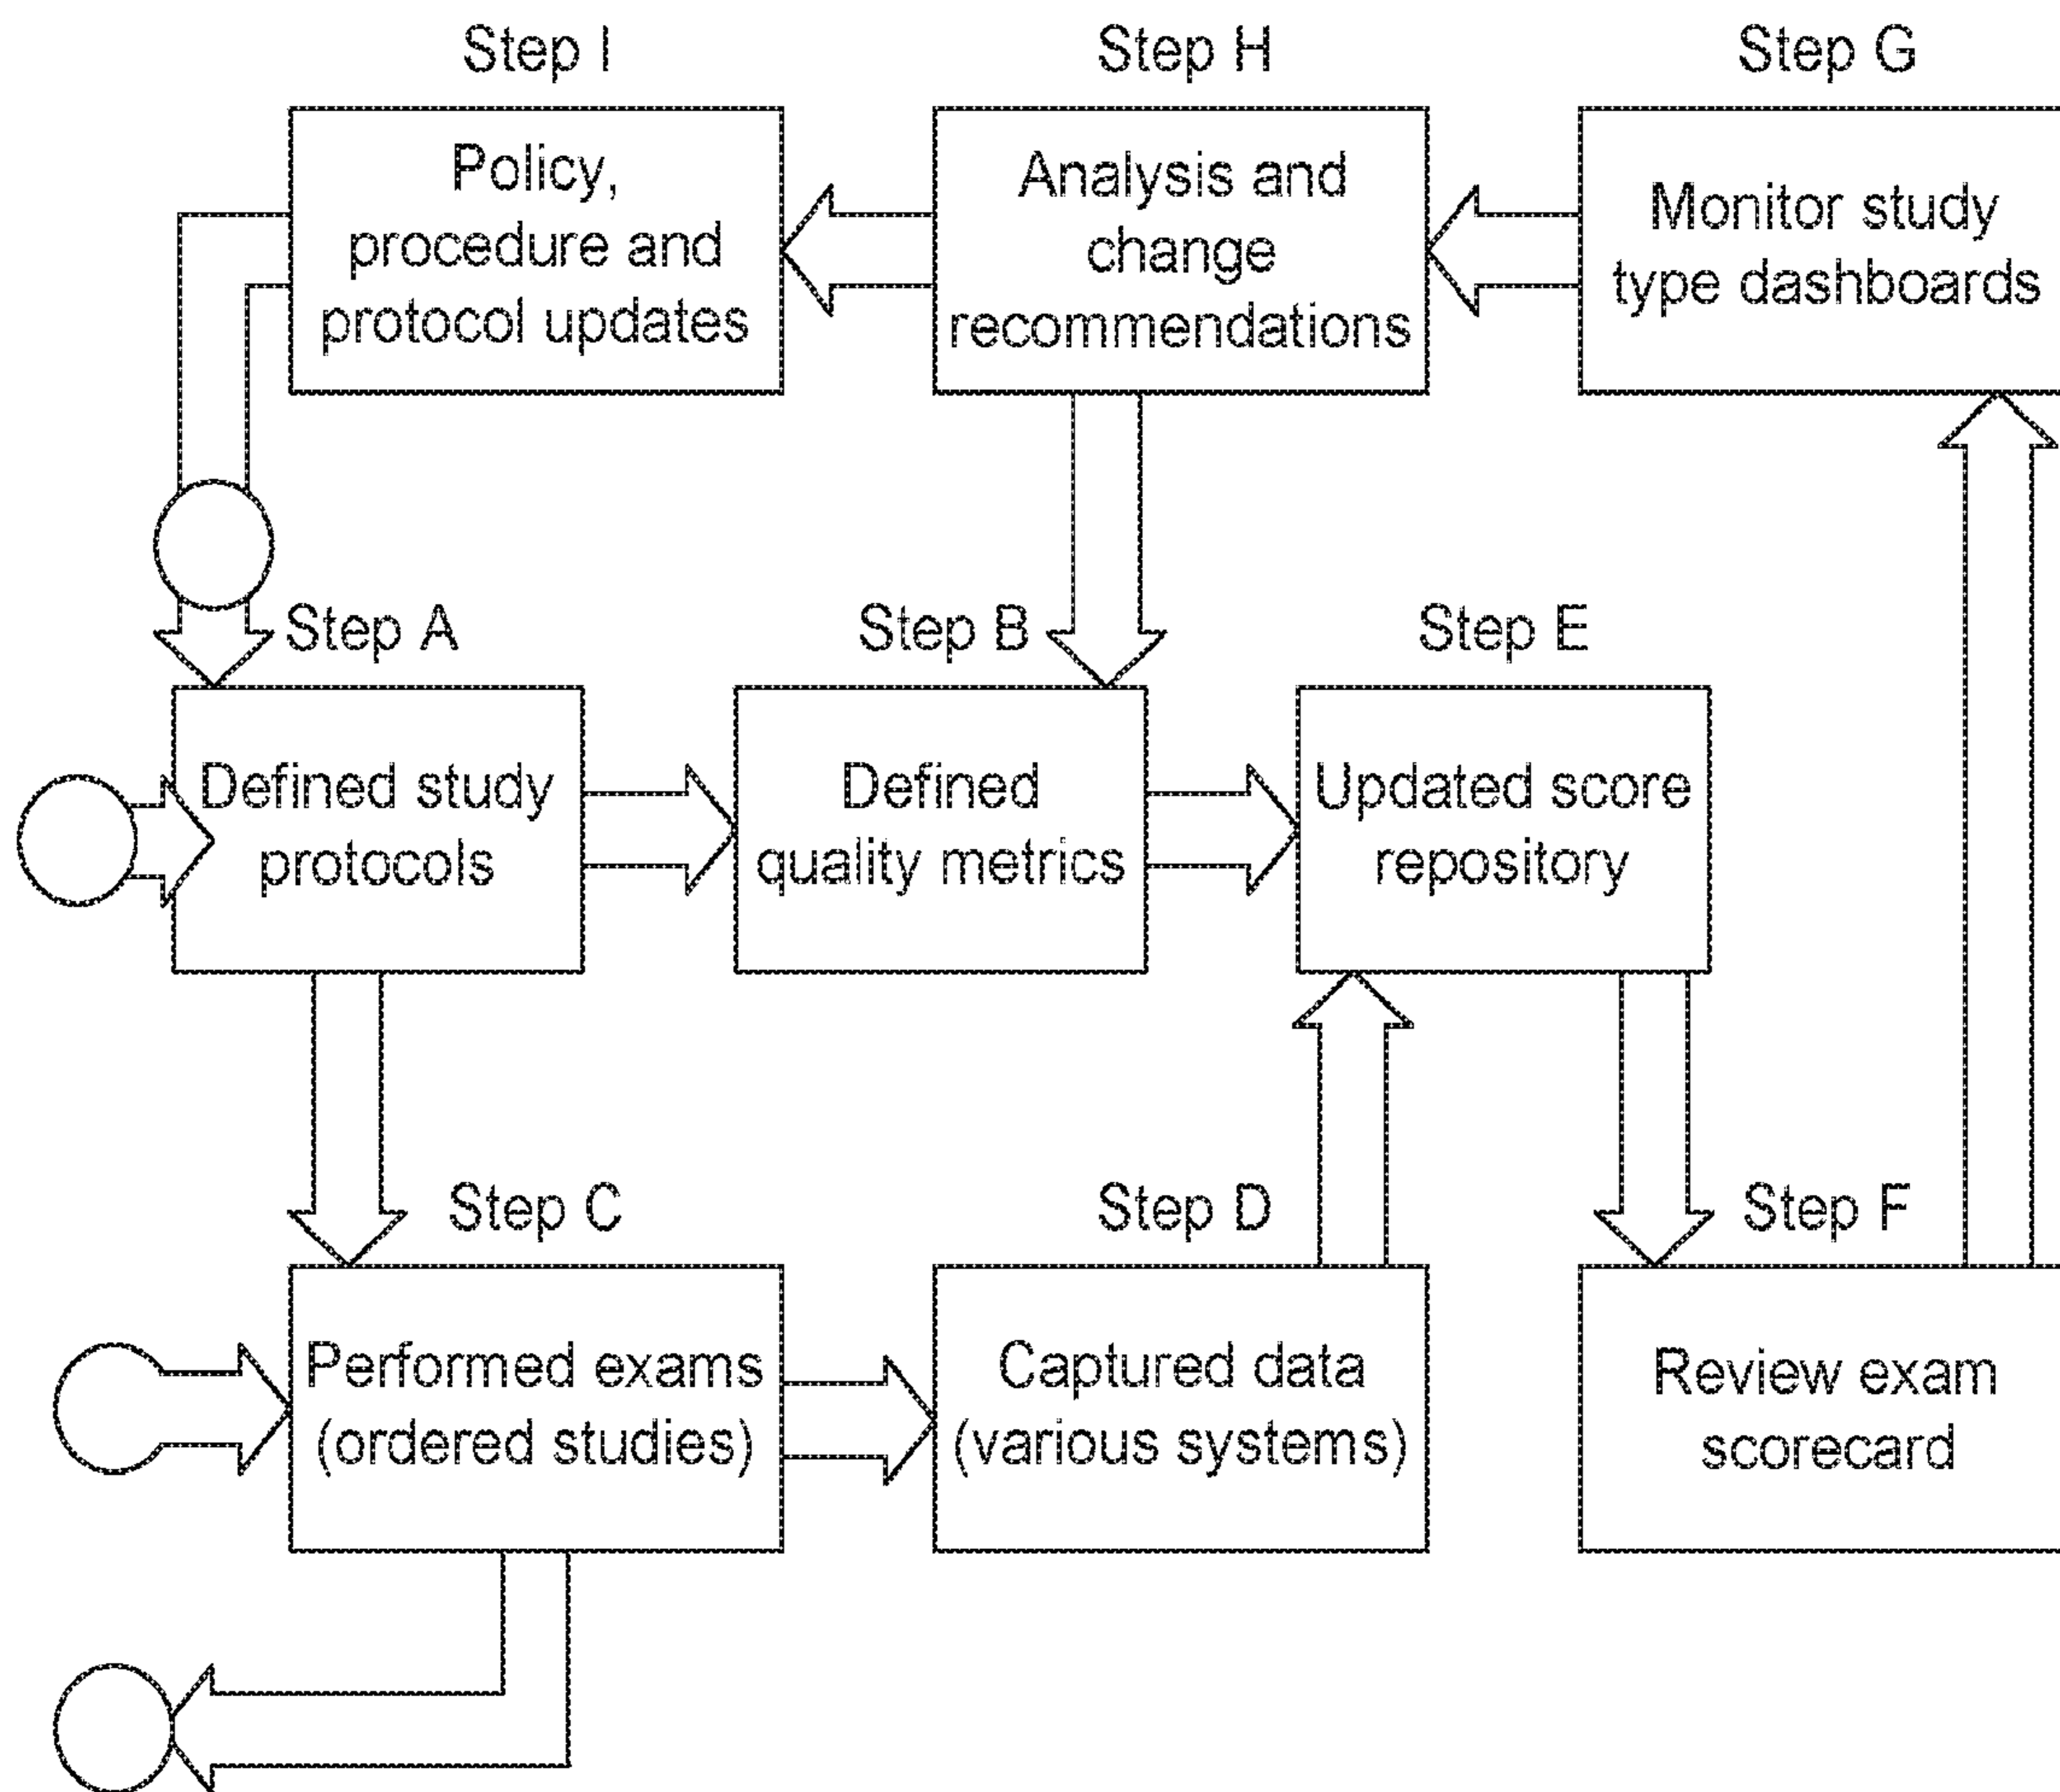 Step I
Policy,
procedure and
protocol updates
Step H
Analysis and
change
recommendations
Step G
Monitor study
type dashboards
Step A
Defined study
protocols
Step B
Defined
quality metrics
Step E
Updated score
repository
Step C
Performed exams
(ordered studies)
Step D
Captured data
(various systems)
Step F
Review exam
scorecard